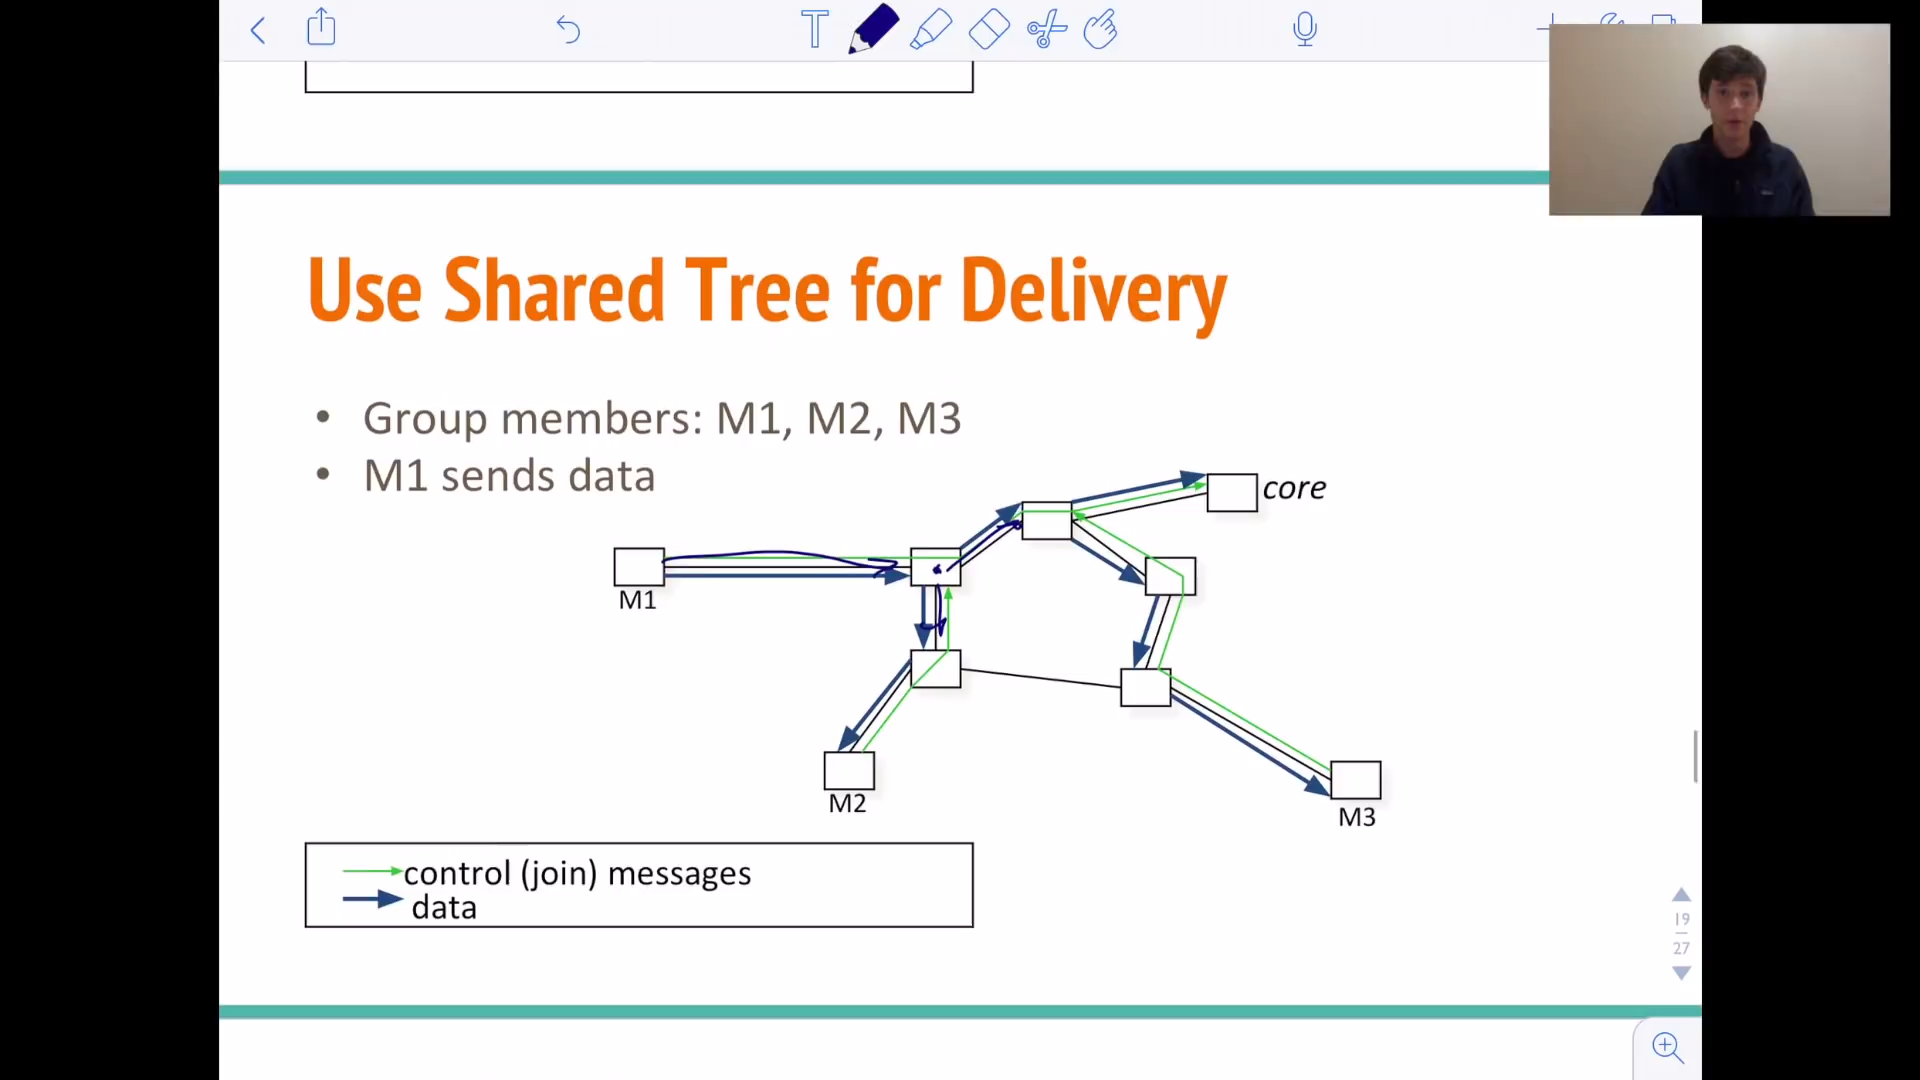 Use Shared Tree for Delivery
• Group members: M1, M2, M3
• M1 sends data
core
M1
M2
M3
control (join) messages
data
19
27